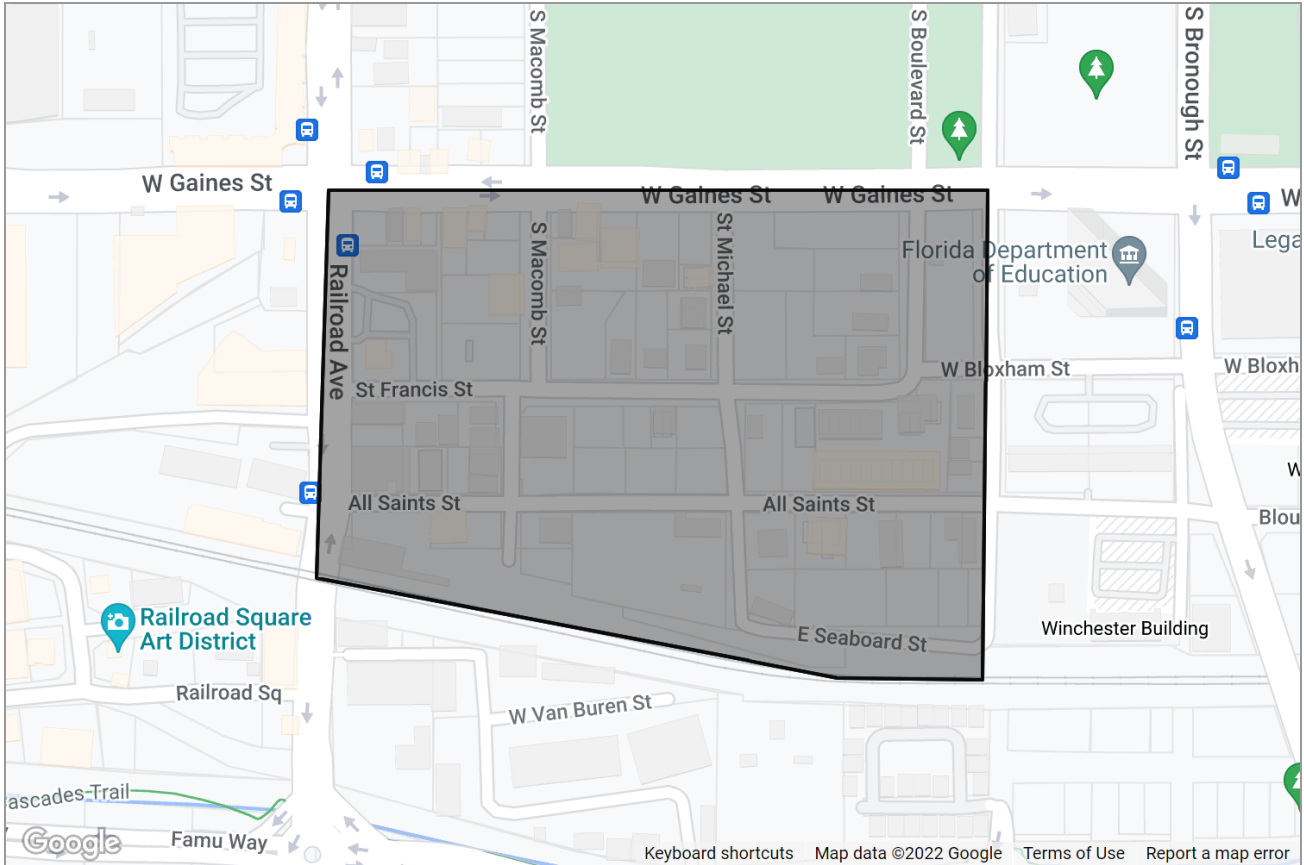 S Macomb St
S Boulevard St
S Bronough St
W Gaines St
W Gaines St
W Gaines St
W
Railroad Ave
S Macomb St
St Michael St
Florida Department
of Education
Lega
St Francis St
W Bloxham St
W Bloxh
W
All Saints St
All Saints St
Blou
Railroad Square
Art District
E Seaboard St
Winchester Building
Railroad Sq
W Van Buren St
ascades Trail
Famu Way
Google
Keyboard shortcuts
Map data ©2022 Google
Terms of Use
Report a map error